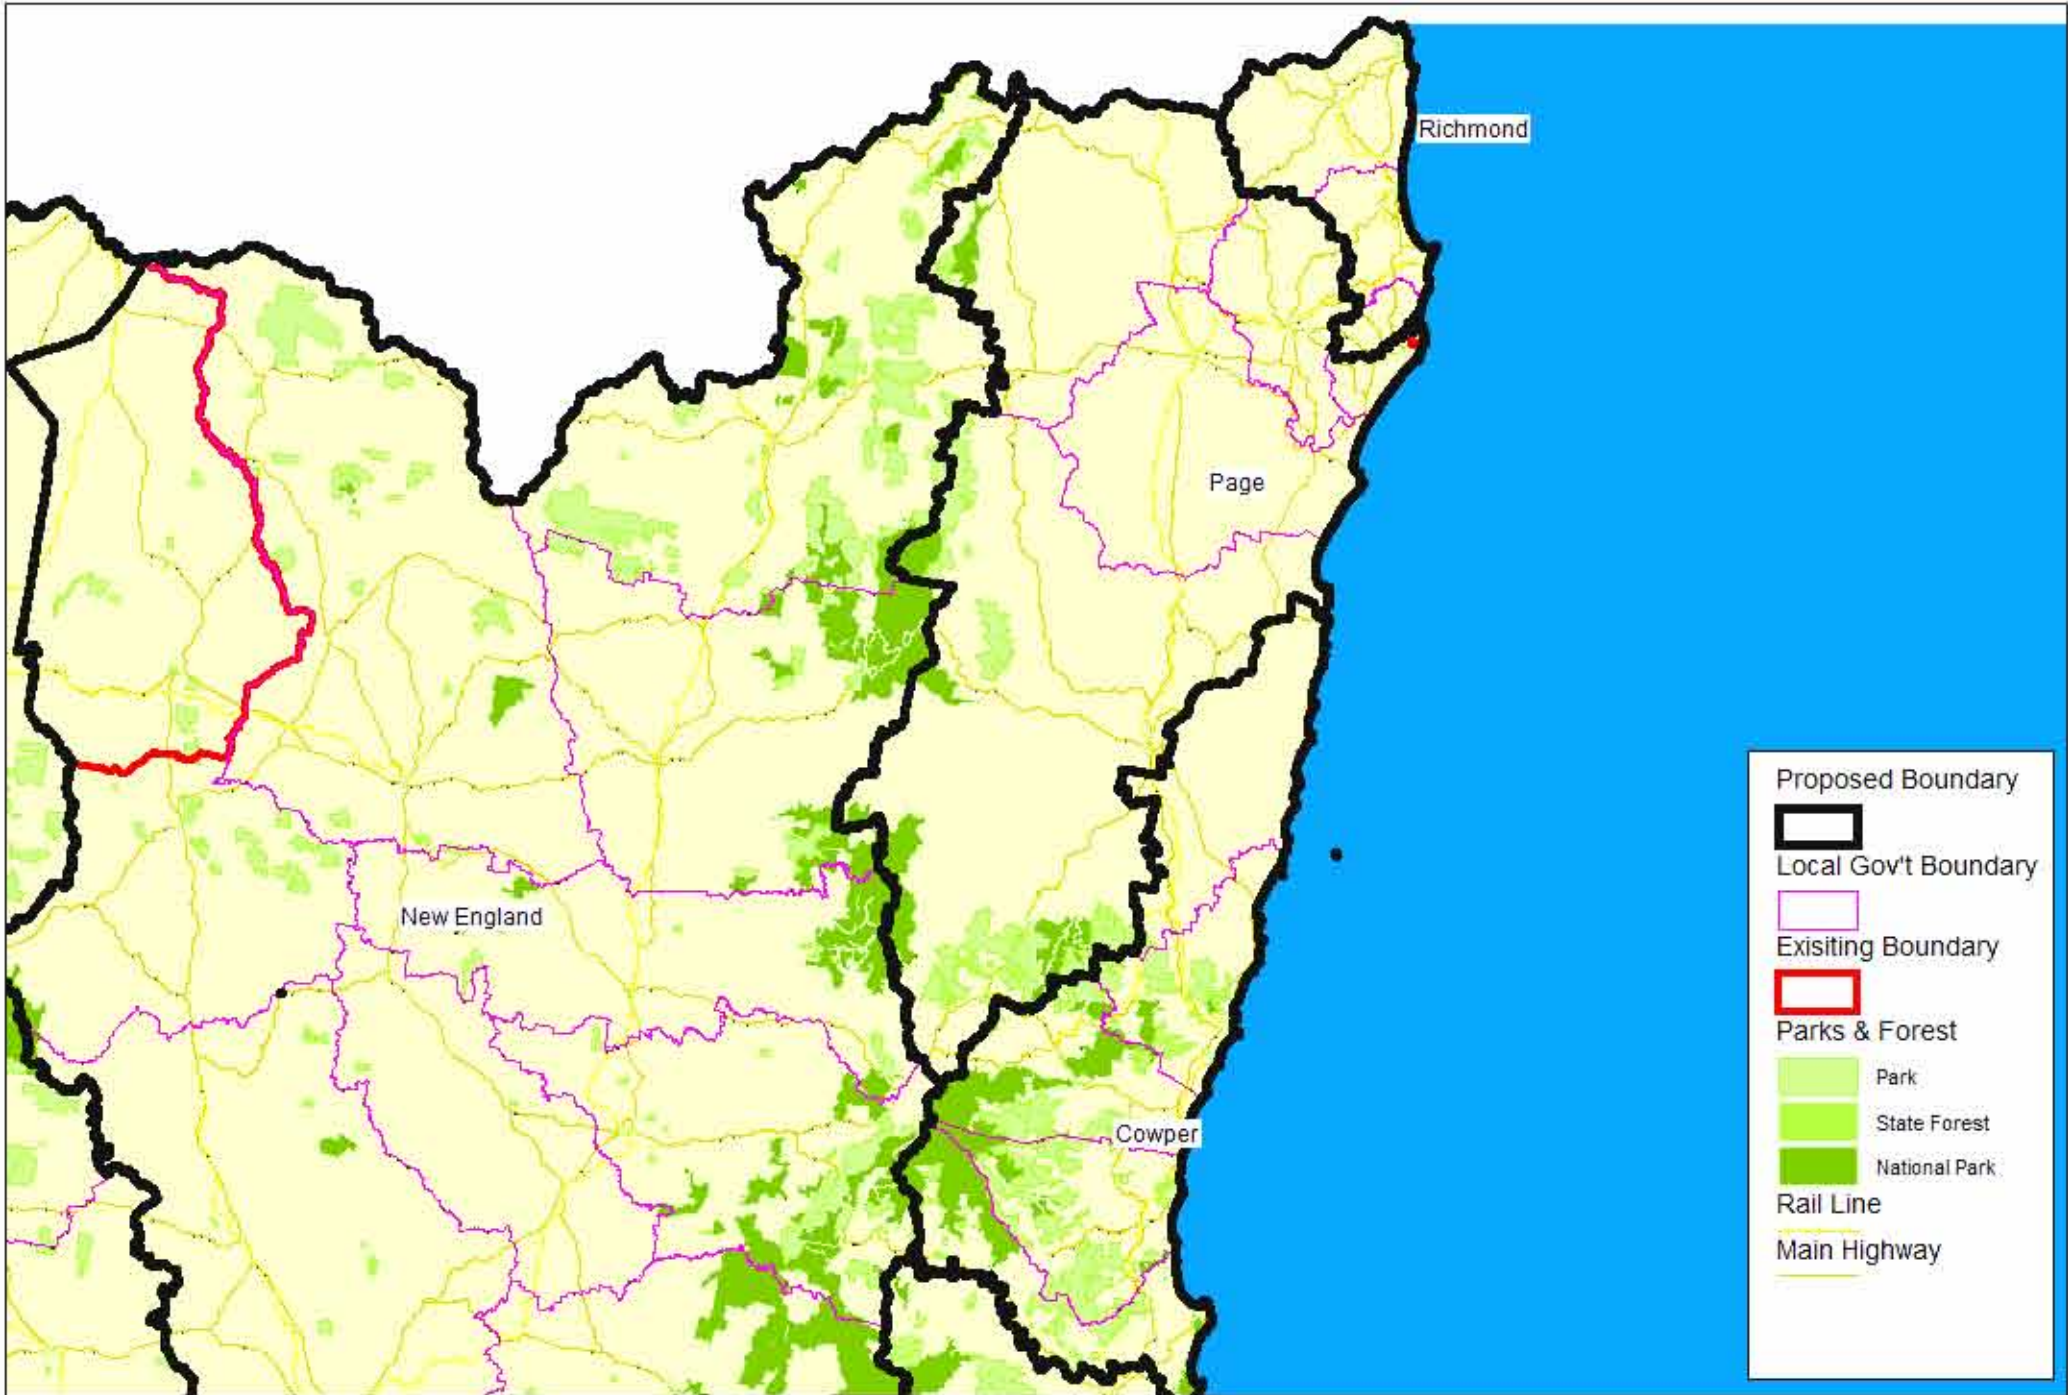 Richmond
Page
New England
Cowper
Proposed Boundary
Local Gov't Boundary
Exisiting Boundary
Parks & Forest
Park
State Forest
National Park
Rail Line
Main Highway